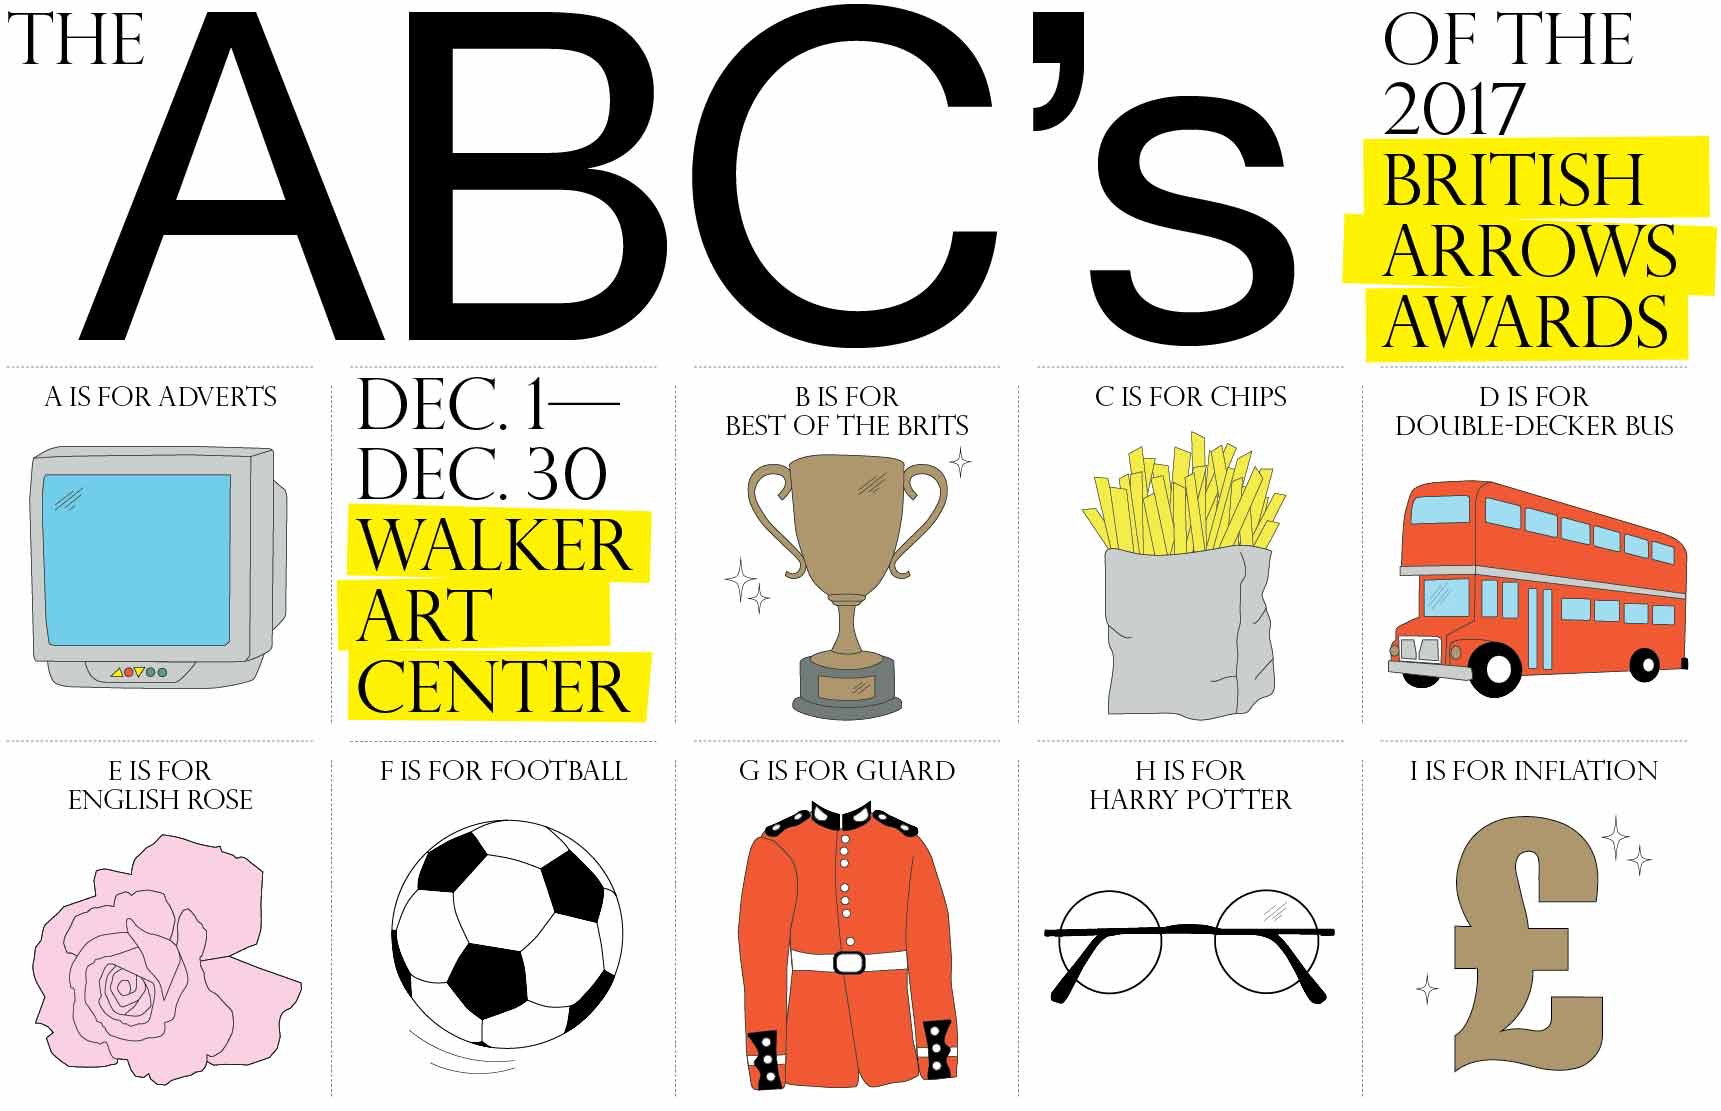 THE ABC's OF THE
2017
BRITISH
ARROWS
AWARDS
A IS FOR ADVERTS
DEC. 1—
DEC. 30
WALKER
ART
CENTER
B IS FOR
BEST OF THE BRITS
C IS FOR CHIPS
D IS FOR
DOUBLE-DECKER BUS
E IS FOR
ENGLISH ROSE
F IS FOR FOOTBALL
G IS FOR GUARD
H IS FOR
HARRY POTTER
I IS FOR INFLATION
£